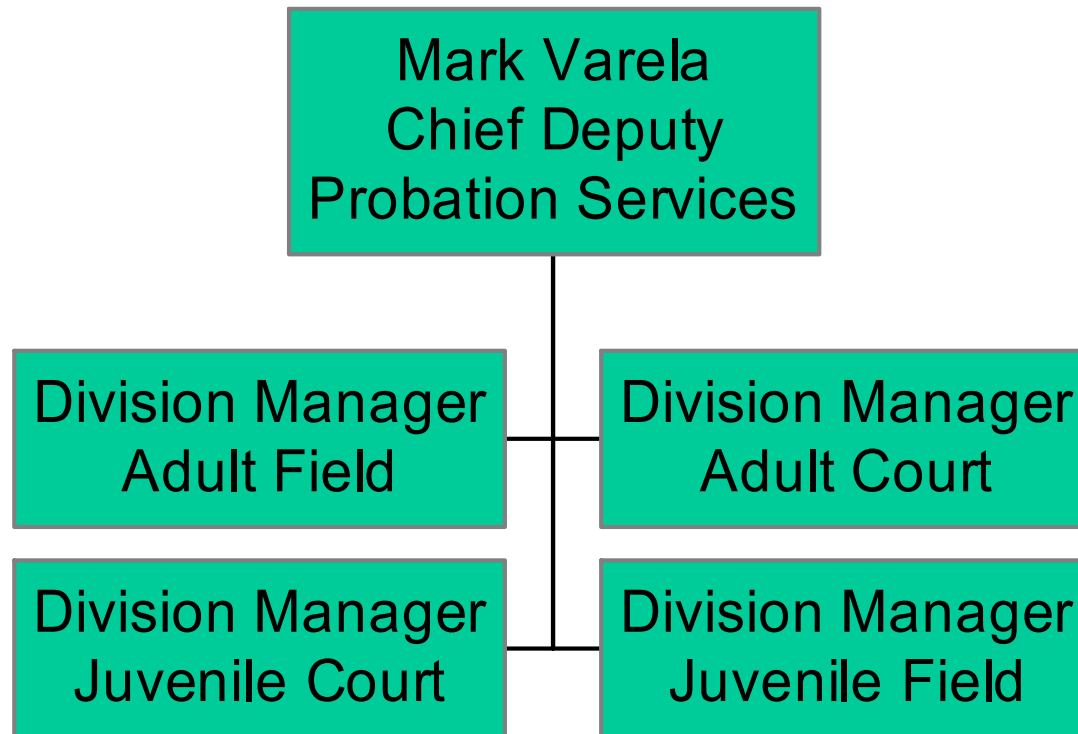 Mark Varela
Chief Deputy
Probation Services
Division Manager
Adult Field
Division Manager
Adult Court
Division Manager
Juvenile Court
Division Manager
Juvenile Field